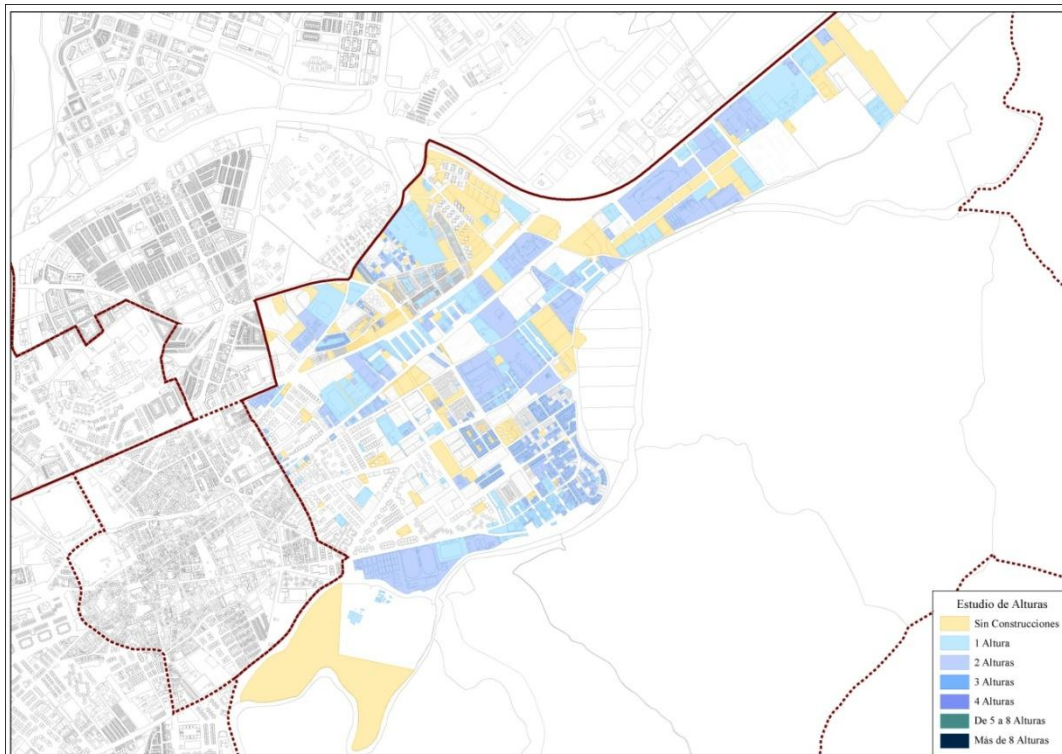 Estudio de Alturas
Sin Construcciones
1 Altura
2 Alturas
3 Alturas
4 Alturas
De 5 a 8 Alturas
Más de 8 Alturas